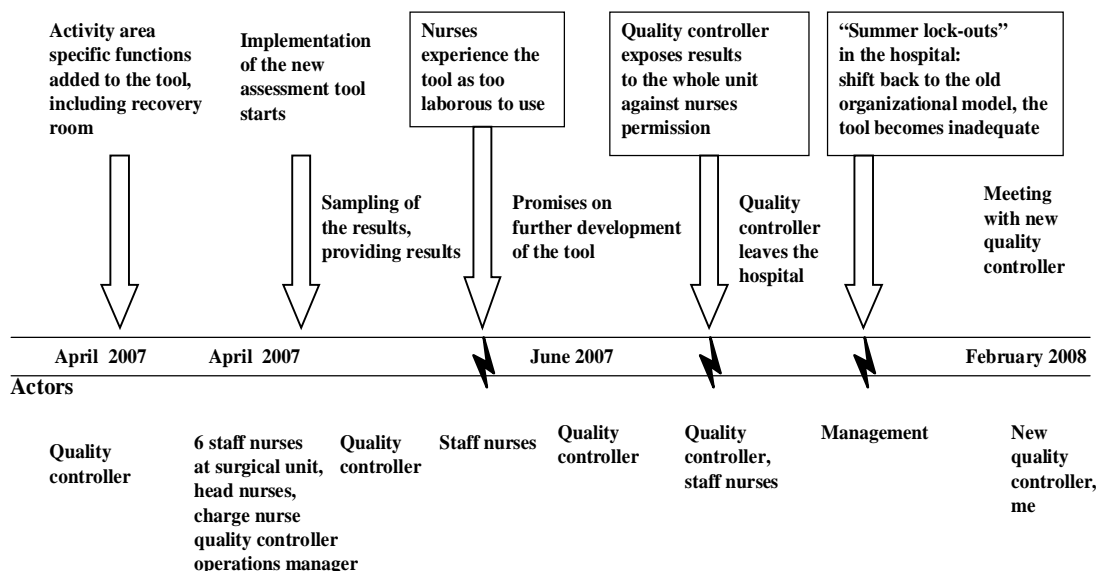 Activity area
specific functions
added to the tool,
including recovery
room
Implementation
of the new
assessment tool
starts
Nurses
experience the
tool as too
laborous to use
Quality controller
exposes results
to the whole unit
against nurses
permission
“Summer lock-outs”
in the hospital:
shift back to the old
organizational model, the
tool becomes inadequate
Sampling of
the results,
providing results
Promises on
further development
of the tool
Quality
controller
leaves the
hospital
Meeting
with new
quality
controller
April 2007
April 2007
June 2007
February 2008
Actors
Quality
controller
6 staff nurses
at surgical unit,
head nurses,
charge nurse
quality controller
operations manager
Quality
controller
Staff nurses
Quality
controller
Quality
controller,
staff nurses
Management
New
quality
controller,
me